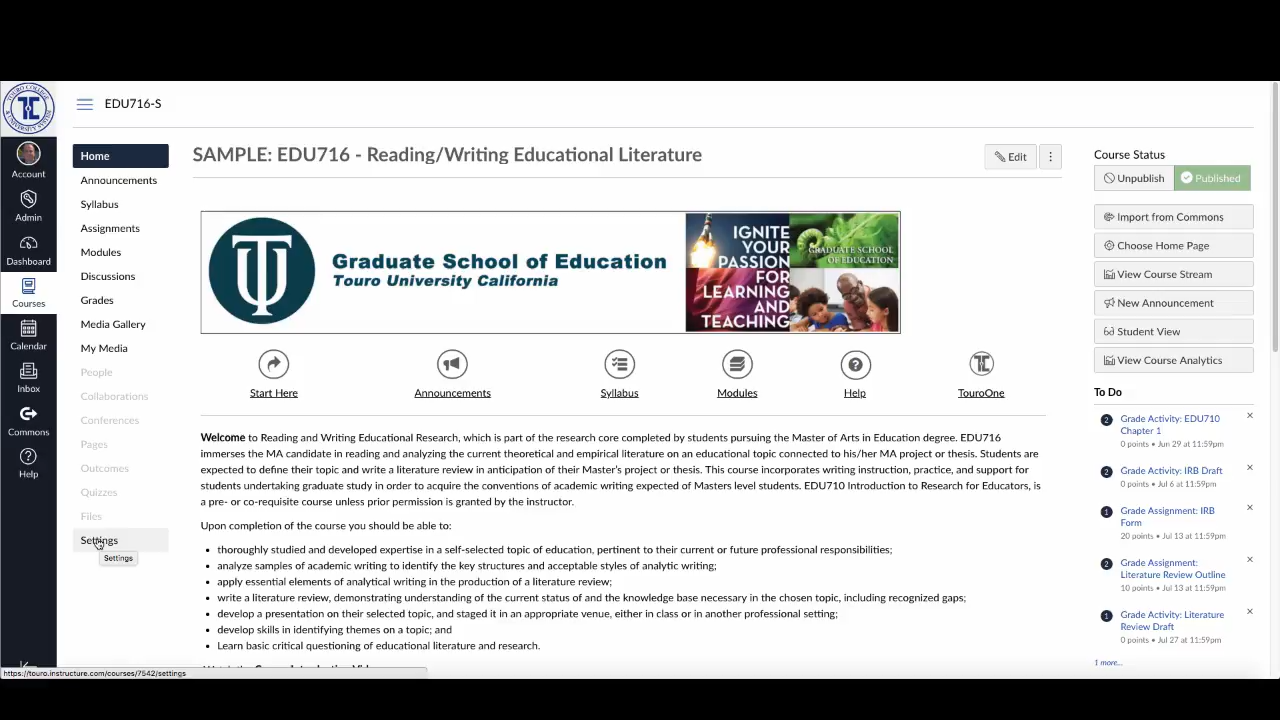 EDU716-S
Account
Admin
Dashboard
Courses
Calendar
Inbox
Commons
Help
Home
Announcements
Syllabus
Assignments
Modules
Discussions
Grades
Media Gallery
My Media
People
Collaborations
Conferences
Pages
Outcomes
Quizzes
Files
Settings
Settings
SAMPLE: EDU716 - Reading/Writing Educational Literature
Edit
Graduate School of Education
Touro University California
IGNITE
YOUR
PASSION
FOR
LEARNING
AND
TEACHING
GRADUATE SCHOOL
OF EDUCATION
Start Here
Announcements
Syllabus
Modules
Help
TouroOne
Welcome to Reading and Writing Educational Research, which is part of the research core completed by students pursuing the Master of Arts in Education degree. EDU716
immerses the MA candidate in reading and analyzing the current theoretical and empirical literature on an educational topic connected to his/her MA project or thesis. Students are
expected to define their topic and write a literature review in anticipation of their Master's project or thesis. This course incorporates writing instruction, practice, and support for
students undertaking graduate study in order to acquire the conventions of academic writing expected of Masters level students. EDU710 Introduction to Research for Educators, is
a pre- or co-requisite course unless prior permission is granted by the instructor.
Upon completion of the course you should be able to:
• thoroughly studied and developed expertise in a self-selected topic of education, pertinent to their current or future professional responsibilities;
• analyze samples of academic writing to identify the key structures and acceptable styles of analytic writing;
• apply essential elements of analytical writing in the production of a literature review;
• write a literature review, demonstrating understanding of the current status of and the knowledge base necessary in the chosen topic, including recognized gaps;
• develop a presentation on their selected topic, and staged it in an appropriate venue, either in class or in another professional setting;
• develop skills in identifying themes on a topic; and
• Learn basic critical questioning of educational literature and research.
Course Status
Unpublish
Published
Import from Commons
Choose Home Page
View Course Stream
New Announcement
Student View
View Course Analytics
To Do
2
Grade Activity: EDU710
Chapter 1
0 points • Jun 29 at 11:59pm
2
Grade Activity: IRB Draft
0 points • Jul 6 at 11:59pm
1
Grade Assignment: IRB
Form
20 points • Jul 13 at 11:59pm
2
Grade Assignment:
Literature Review Outline
10 points • Jul 13 at 11:59pm
1
Grade Activity: Literature
Review Draft
0 points • Jul 27 at 11:59pm
1 more...
https://touro.instructure.com/courses/7542/settings